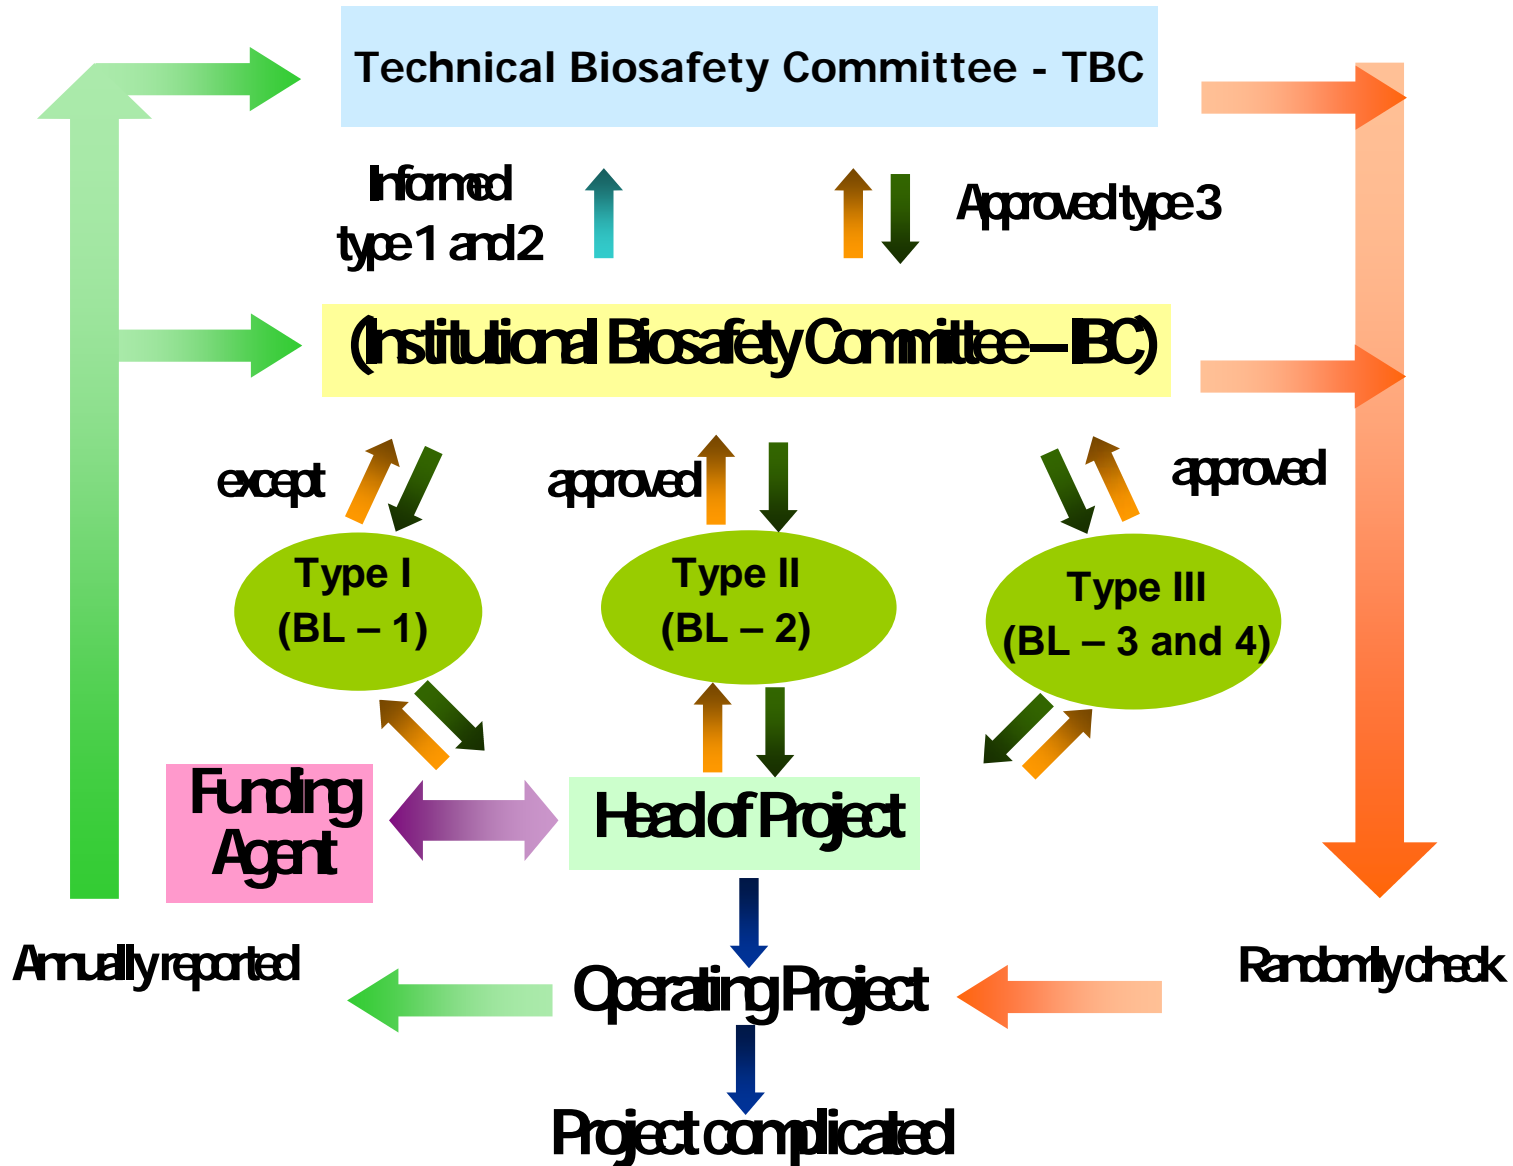 Technical Biosafety Committee - TBC
Informed
type 1 and 2
Approved type 3
(Institutional Biosafety Committee – IBC)
except
approved
approved
Type I
(BL – 1)
Type II
(BL – 2)
Type III
(BL – 3 and 4)
Funding
Agent
Head of Project
Annually reported
Randomly check
Operating Project
Project complicated